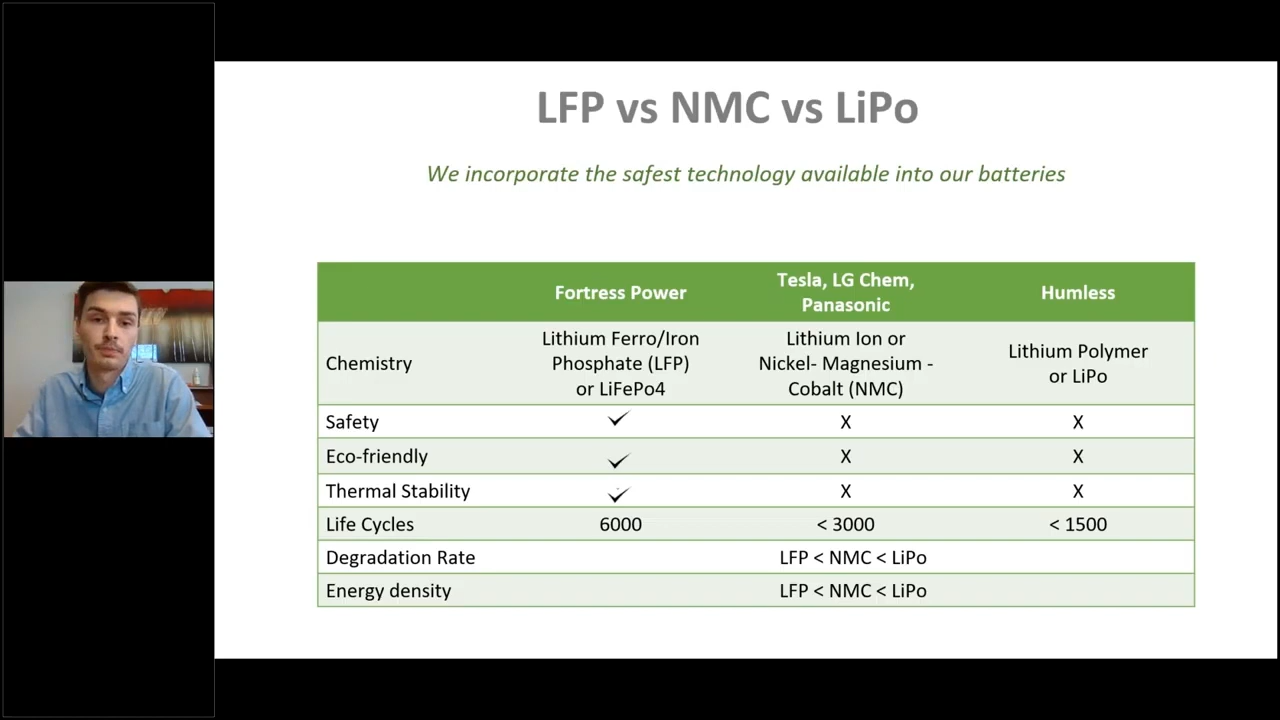 LFP vs NMC vs LiPo
We incorporate the safest technology available into our batteries
Fortress Power
Tesla, LG Chem,
Panasonic
Humless
Chemistry
Lithium Ferro/Iron
Phosphate (LFP)
or LiFePo4
Lithium Ion or
Nickel- Magnesium -
Cobalt (NMC)
Lithium Polymer
or LiPo
Safety X X
Eco-friendly X X
Thermal Stability X X
Life Cycles 6000 < 3000 < 1500
Degradation Rate LFP < NMC < LiPo
Energy density LFP < NMC < LiPo